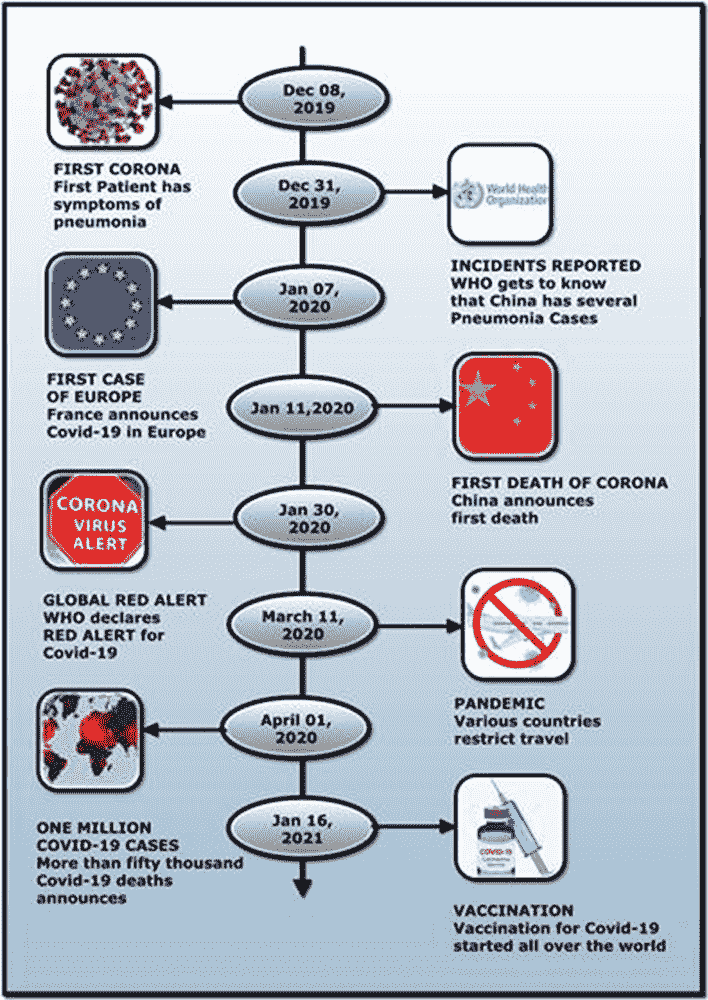 Dec 08,
2019
FIRST CORONA
First Patient has
symptoms of
pneumonia
Dec 31,
2019
World Health
Organization
INCIDENTS REPORTED
WHO gets to know
that China has several
Pneumonia Cases
Jan 07,
2020
FIRST CASE
OF EUROPE
France announces
Covid-19 in Europe
Jan 11,2020
FIRST DEATH OF CORONA
China announces
first death
Jan 30,
2020
CORONA
VIRUS
ALERT
GLOBAL RED ALERT
WHO declares
RED ALERT for
Covid-19
March 11,
2020
PANDEMIC
Various countries
restrict travel
April 01,
2020
ONE MILLION
COVID-19 CASES
More than fifty thousand
Covid-19 deaths
announces
Jan 16,
2021
COVID-19
VACCINATION
Vaccination for Covid-19
started all over the world